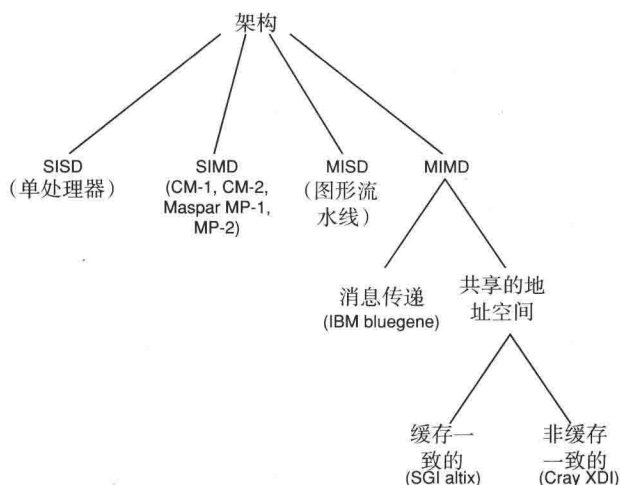 架构
SISD
（单处理器）
SIMD
(CM-1, CM-2,
Maspar MP-1,
MP-2)
MISD
（图形流
水线）
MIMD
消息传递
(IBM bluegene)
共享的地
址空间
缓存一
致的
(SGI altix)
非缓存
一致的
(Cray XDI)